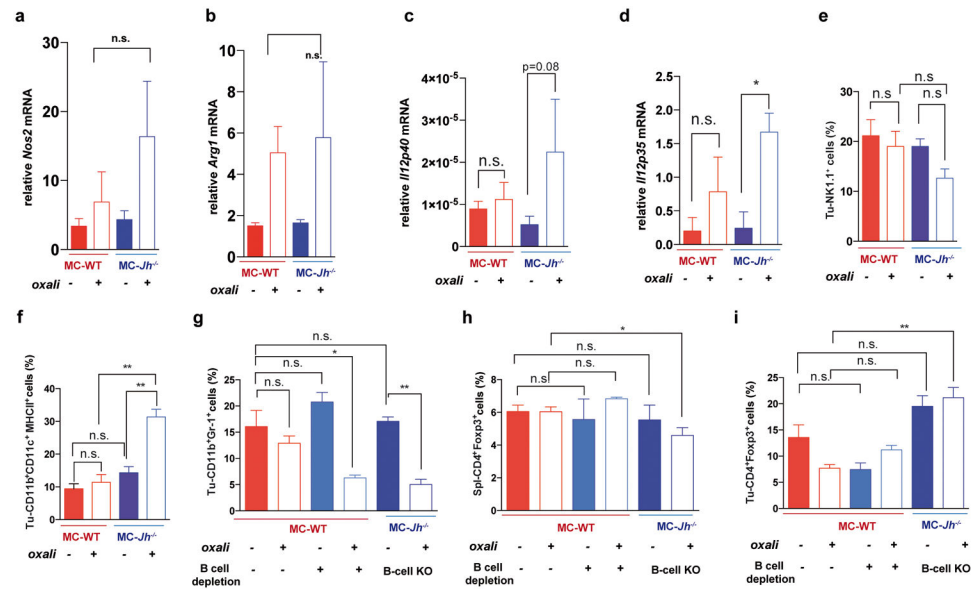 a
relative Nos2 mRNA
30
20
10
0
n.s.
MC-WT
MC-Jh-/-
oxali
-
+
-
+
b
relative Arg1 mRNA
10
8
6
4
2
0
n.s.
MC-WT
MC-Jh-/-
-
+
-
+
c
relative Il12p40 mRNA
4×10-5
3×10-5
2×10-5
1×10-5
0
n.s.
p=0.08
MC-WT
MC-Jh-/-
oxali
-
+
-
+
d
relative Il12p35 mRNA
2.0
1.5
1.0
0.5
0.0
n.s.
*
MC-WT
MC-Jh-/-
oxali
-
+
-
+
e
Tu-NK1.1+ cells (%)
30
20
10
0
n.s
n.s
n.s
MC-WT
MC-Jh-/-
oxali
-
+
-
+
f
Tu-CD11b+CD11c+ MHCII+cells (%)
40
30
20
10
0
n.s.
n.s.
**
**
MC-WT
MC-Jh-/-
oxali
-
+
-
+
g
Tu-CD11b+Gr-1+cells (%)
25
20
15
10
5
0
n.s.
n.s.
*
n.s.
**
MC-WT
MC-Jh-/-
oxali
-
+
-
+
-
+
B cell
depletion
-
-
+
+
B-cell KO
h
Spl-CD4+Foxp3+cells (%)
8
6
4
2
0
*
n.s.
n.s.
n.s
MC-WT
MC-Jh-/-
oxali
-
+
-
+
-
+
B cell
depletion
-
-
+
+
B-cell KO
i
Tu-CD4+Foxp3+ cells (%)
25
20
15
10
5
0
**
n.s.
n.s.
n.s.
MC-WT
MC-Jh-/-
oxali
-
+
-
+
-
+
B cell
depletion
-
-
+
+
B-cell KO